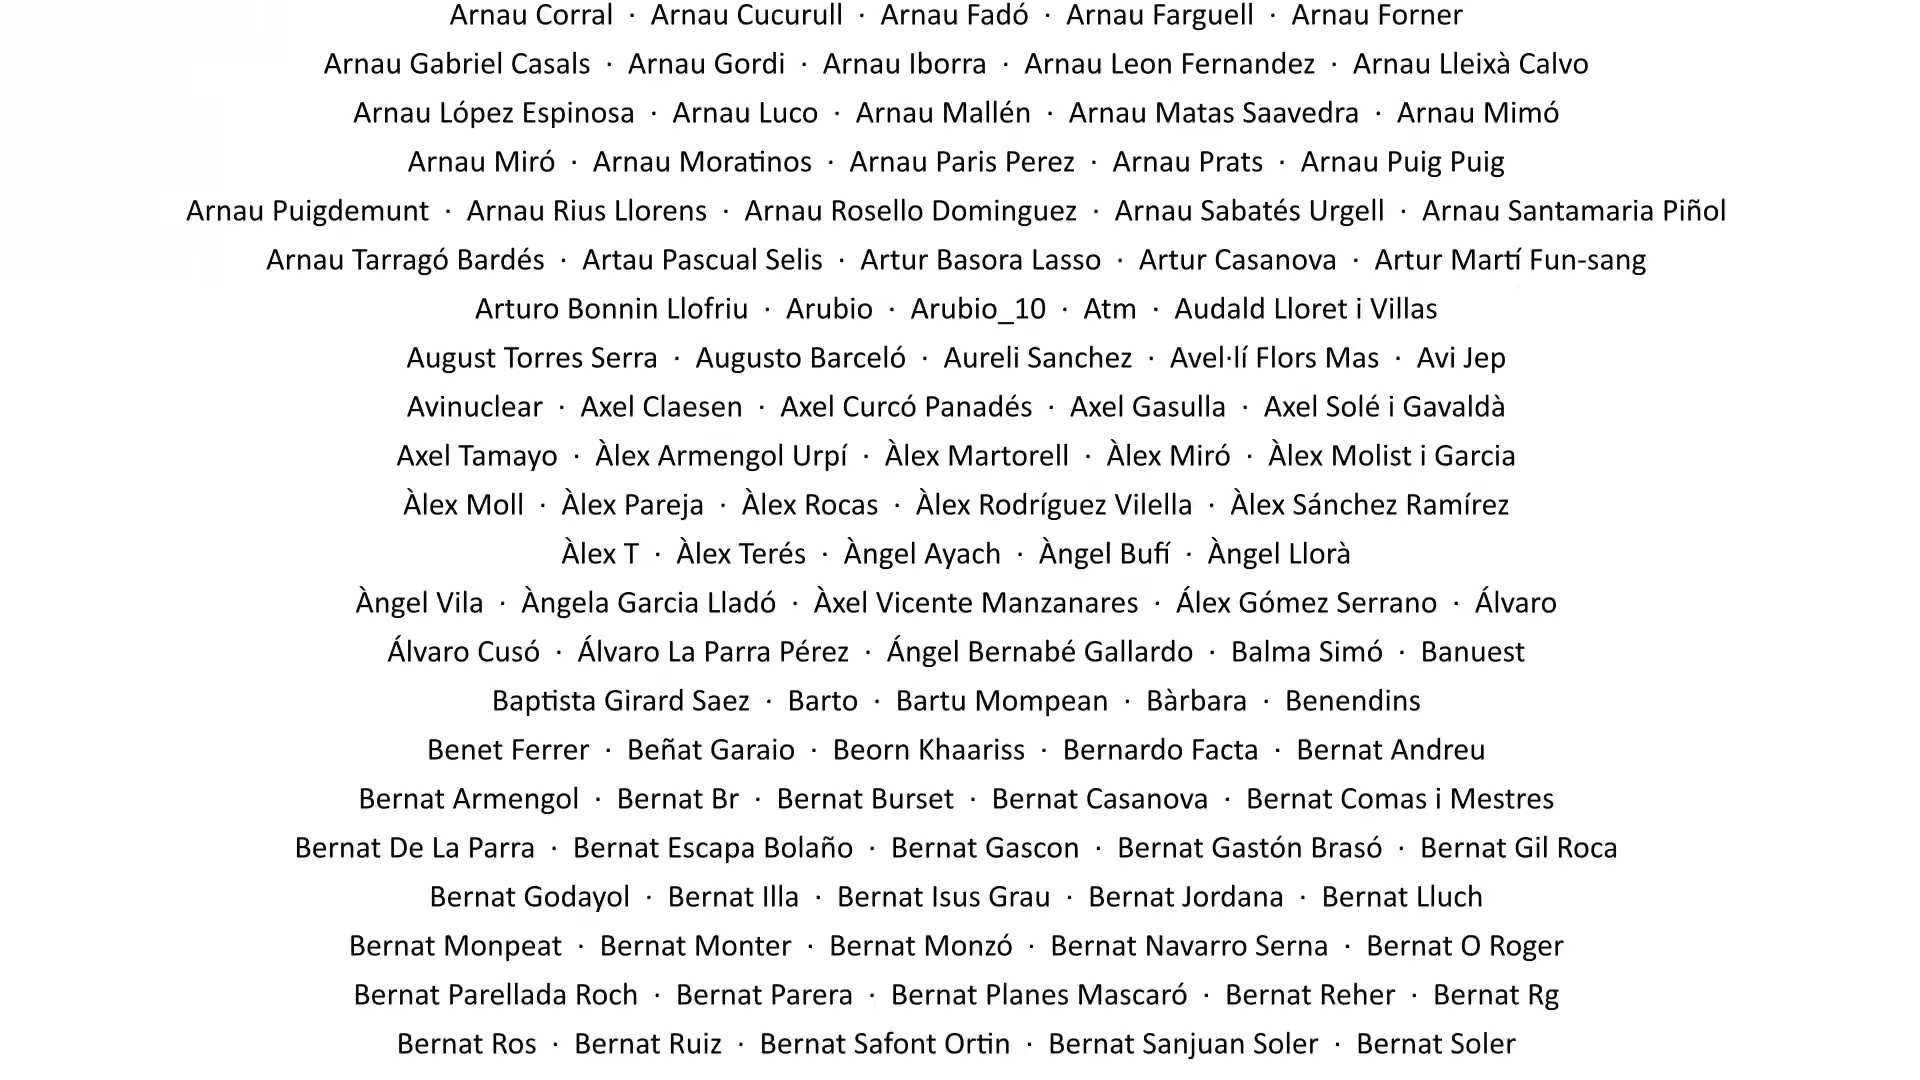 Arnau Corral · Arnau Cucurull · Arnau Fadó · Arnau Farguell · Arnau Forner
Arnau Gabriel Casals · Arnau Gordi · Arnau Iborra · Arnau Leon Fernandez · Arnau Lleixà Calvo
Arnau López Espinosa · Arnau Luco · Arnau Mallén · Arnau Matas Saavedra · Arnau Mimó
Arnau Miró · Arnau Moratinos · Arnau Paris Perez · Arnau Prats · Arnau Puig Puig
Arnau Puigdemunt · Arnau Rius Llorens · Arnau Rosello Dominguez · Arnau Sabatés Urgell · Arnau Santamaria Piñol
Arnau Tarragó Bardés · Artau Pascual Selis · Artur Basora Lasso · Artur Casanova · Artur Martí Fun-sang
Arturo Bonnin Llofriu · Arubio · Arubio_10 · Atm · Audald Lloret i Villas
August Torres Serra · Augusto Barceló · Aureli Sanchez · Avel·lí Flors Mas · Avi Jep
Avinuclear · Axel Claesen · Axel Curcó Panadés · Axel Gasulla · Axel Solé i Gavaldà
Axel Tamayo · Àlex Armengol Urpí · Àlex Martorell · Àlex Miró · Àlex Molist i Garcia
Àlex Moll · Àlex Pareja · Àlex Rocas · Àlex Rodríguez Vilella · Àlex Sánchez Ramírez
Àlex T · Àlex Terés · Àngel Ayach · Àngel Bufí · Àngel Llorà
Àngel Vila · Àngela Garcia Lladó · Àxel Vicente Manzanares · Álex Gómez Serrano · Álvaro
Álvaro Cusó · Álvaro La Parra Pérez · Ángel Bernabé Gallardo · Balma Simó · Banuest
Baptista Girard Saez · Barto · Bartu Mompean · Bàrbara · Benendins
Benet Ferrer · Beñat Garaio · Beorn Khaariss · Bernardo Facta · Bernat Andreu
Bernat Armengol · Bernat Br · Bernat Burset · Bernat Casanova · Bernat Comas i Mestres
Bernat De La Parra · Bernat Escapa Bolaño · Bernat Gascon · Bernat Gastón Brasó · Bernat Gil Roca
Bernat Godayol · Bernat Illa · Bernat Isus Grau · Bernat Jordana · Bernat Lluch
Bernat Monpeat · Bernat Monter · Bernat Monzó · Bernat Navarro Serna · Bernat O Roger
Bernat Parellada Roch · Bernat Parera · Bernat Planes Mascaró · Bernat Reher · Bernat Rg
Bernat Ros · Bernat Ruiz · Bernat Safont Ortin · Bernat Sanjuan Soler · Bernat Soler